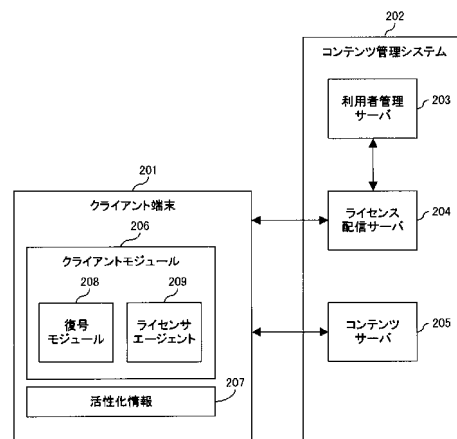 202
コンテンツ管理システム
利用者管理
サーバ
203
201
クライアント端末
ライセンス
配信サーバ
204
206
クライアントモジュール
208
復号
モジュール
209
ライセンサ
エージェント
コンテンツ
サーバ
205
活性化情報
207